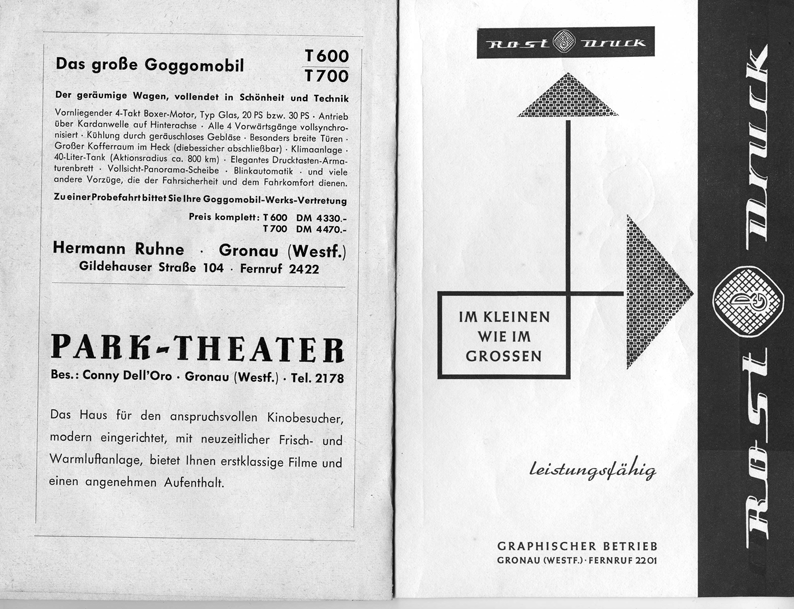 Das große Goggomobil
T 600
T 700
Der geräumige Wagen, vollendet in Schönheit und Technik
Vornliegender 4-Takt Boxer-Motor, Typ Glas, 20 PS bzw. 30 PS · Antrieb
über Kardanwelle auf Hinterachse · Alle 4 Vorwärtsgänge vollsynchro-
nisiert · Kühlung durch geräuschloses Gebläse · Besonders breite Türen ·
Großer Kofferraum im Heck (diebessicher abschließbar) · Klimaanlage ·
40-Liter-Tank (Aktionsradius ca. 800 km) · Elegantes Drucktasten-Arma-
turenbrett · Vollsicht-Panorama-Scheibe · Blinkautomatik · und viele
andere Vorzüge, die der Fahrsicherheit und dem Fahrkomfort dienen.
Zu einer Probefahrt bittet Sie Ihre Goggomobil-Werks-Vertretung
Preis komplett: T 600 DM 4330.-
T 700 DM 4470.-
Hermann Ruhne · Gronau (Westf.)
Gildehauser Straße 104 · Fernruf 2422
PARK-THEATER
Bes.: Conny Dell'Oro · Gronau (Westf.) · Tel. 2178
Das Haus für den anspruchsvollen Kinobesucher,
modern eingerichtet, mit neuzeitlicher Frisch- und
Warmluftanlage, bietet Ihnen erstklassige Filme und
einen angenehmen Aufenthalt.
Rost Druck
IM KLEINEN
WIE IM
GROSSEN
leistungsfähig
GRAPHISCHER BETRIEB
GRONAU (WESTF.) · FERNRUF 2201
Rost Druck